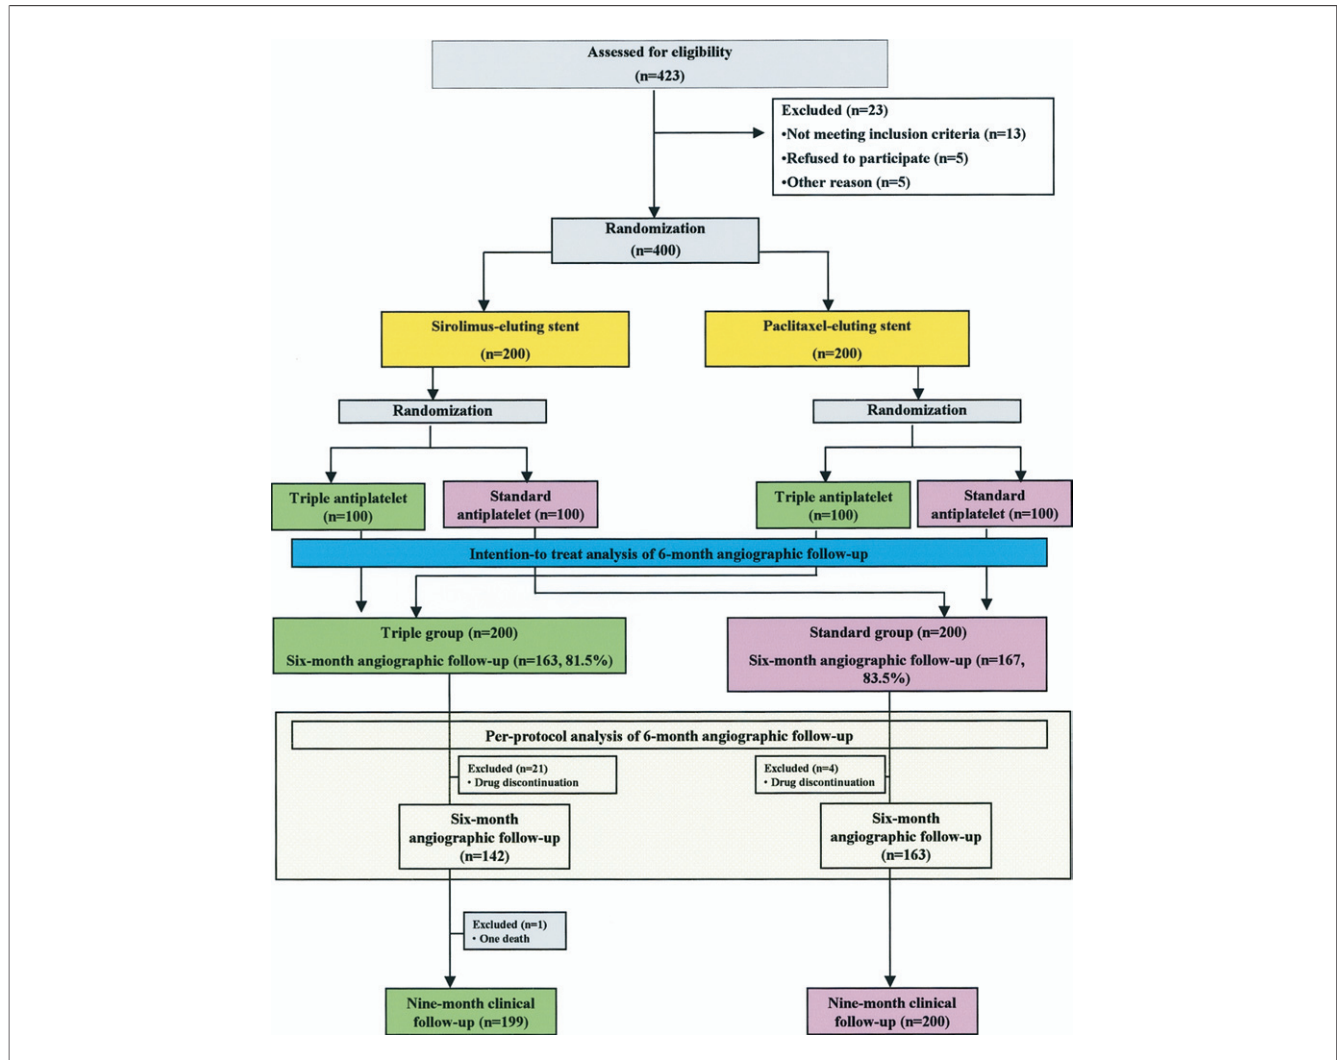 Assessed for eligibility
(n=423)
Excluded (n=23)
•Not meeting inclusion criteria (n=13)
•Refused to participate (n=5)
•Other reason (n=5)
Randomization
(n=400)
Sirolimus-eluting stent
(n=200)
Paclitaxel-eluting stent
(n=200)
Randomization
Randomization
Triple antiplatelet
(n=100)
Standard
antiplatelet (n=100)
Triple antiplatelet
(n=100)
Standard
antiplatelet (n=100)
Intention-to treat analysis of 6-month angiographic follow-up
Triple group (n=200)
Six-month angiographic follow-up (n=163, 81.5%)
Standard group (n=200)
Six-month angiographic follow-up (n=167,
83.5%)
Per-protocol analysis of 6-month angiographic follow-up
Excluded (n=21)
• Drug discontinuation
Excluded (n=4)
• Drug discontinuation
Six-month
angiographic follow-up
(n=142)
Six-month
angiographic follow-up
(n=163)
Excluded (n=1)
• One death
Nine-month clinical
follow-up (n=199)
Nine-month clinical
follow-up (n=200)